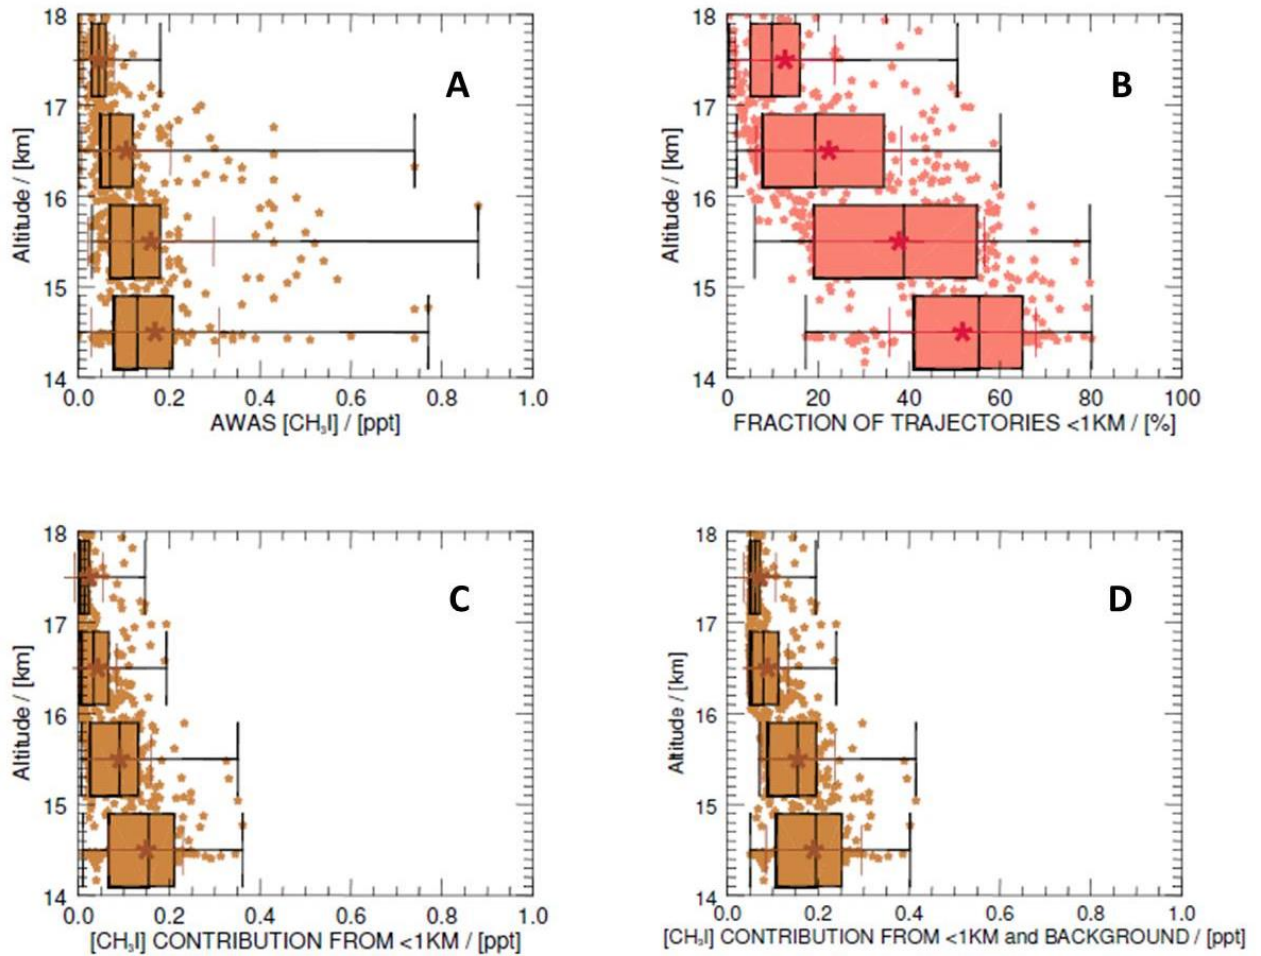 18
17
16
15
14
Altitude / [km]
A
0.0 0.2 0.4 0.6 0.8 1.0
AWAS [CH₃I] / [ppt]
18
17
16
15
14
Altitude / [km]
B
0 20 40 60 80 100
FRACTION OF TRAJECTORIES <1KM / [%]
18
17
16
15
14
Altitude / [km]
C
0.0 0.2 0.4 0.6 0.8 1.0
[CH₃I] CONTRIBUTION FROM <1KM / [ppt]
18
17
16
15
14
Altitude / [km]
D
0.0 0.2 0.4 0.6 0.8 1.0
[CH₃I] CONTRIBUTION FROM <1KM and BACKGROUND / [ppt]